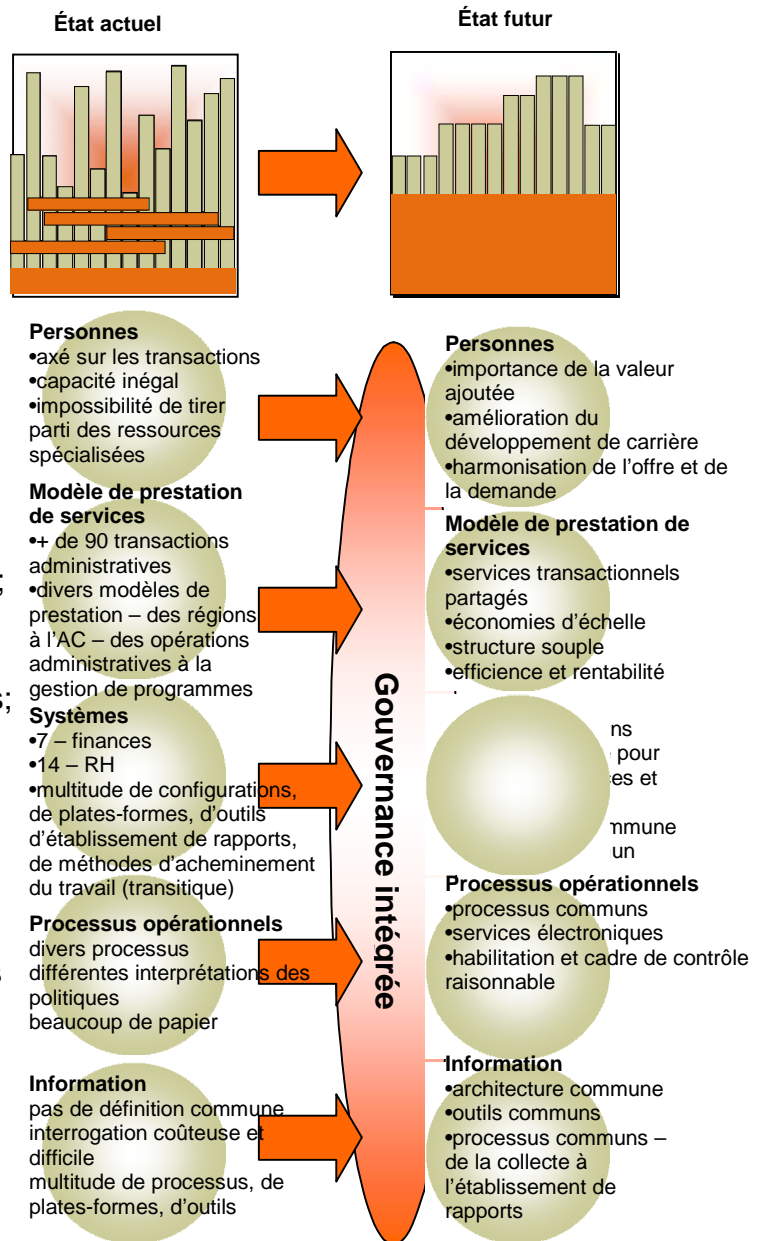 État actuel
État futur
Personnes
•axé sur les transactions
•capacité inégal
•impossibilité de tirer
parti des ressources
spécialisées
Modèle de prestation
de services
•+ de 90 transactions
administratives
•divers modèles de
prestation – des régions
à l'AC – des opérations
administratives à la
gestion de programmes
Systèmes
•7 – finances
•14 – RH
•multitude de configurations,
de plates-formes, d'outils
d'établissement de rapports,
de méthodes d'acheminement
du travail (transitique)
Processus opérationnels
divers processus
différentes interprétations des
politiques
beaucoup de papier
Information
pas de définition commune
interrogation coûteuse et
difficile
multitude de processus, de
plates-formes, d'outils
Gouvernance intégrée
Personnes
•importance de la valeur
ajoutée
•amélioration du
développement de carrière
•harmonisation de l'offre et de
la demande
Modèle de prestation de
services
•services transactionnels
partagés
•économies d'échelle
•structure souple
•efficience et rentabilité
pour
et
un
Processus opérationnels
•processus communs
•services électroniques
•habilitation et cadre de contrôle
raisonnable
Information
•architecture commune
•outils communs
•processus communs –
de la collecte à
l'établissement de
rapports